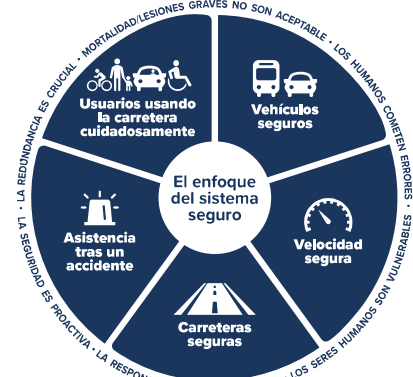 MORTALIDAD/LESIONES GRAVES NO SON ACEPTABLE •
LOS HUMANOS COMETEN ERRORES •
LOS SERES HUMANOS SON VULNERABLES •
LA RESPON
LA SEGURIDAD ES PROACTIVA •
LA REDUNDANCIA ES CRUCIAL •
Usuarios usando
la carretera
cuidadosamente
Vehículos
seguros
El enfoque
del sistema
seguro
Asistencia
tras un
accidente
Velocidad
segura
Carreteras
seguras